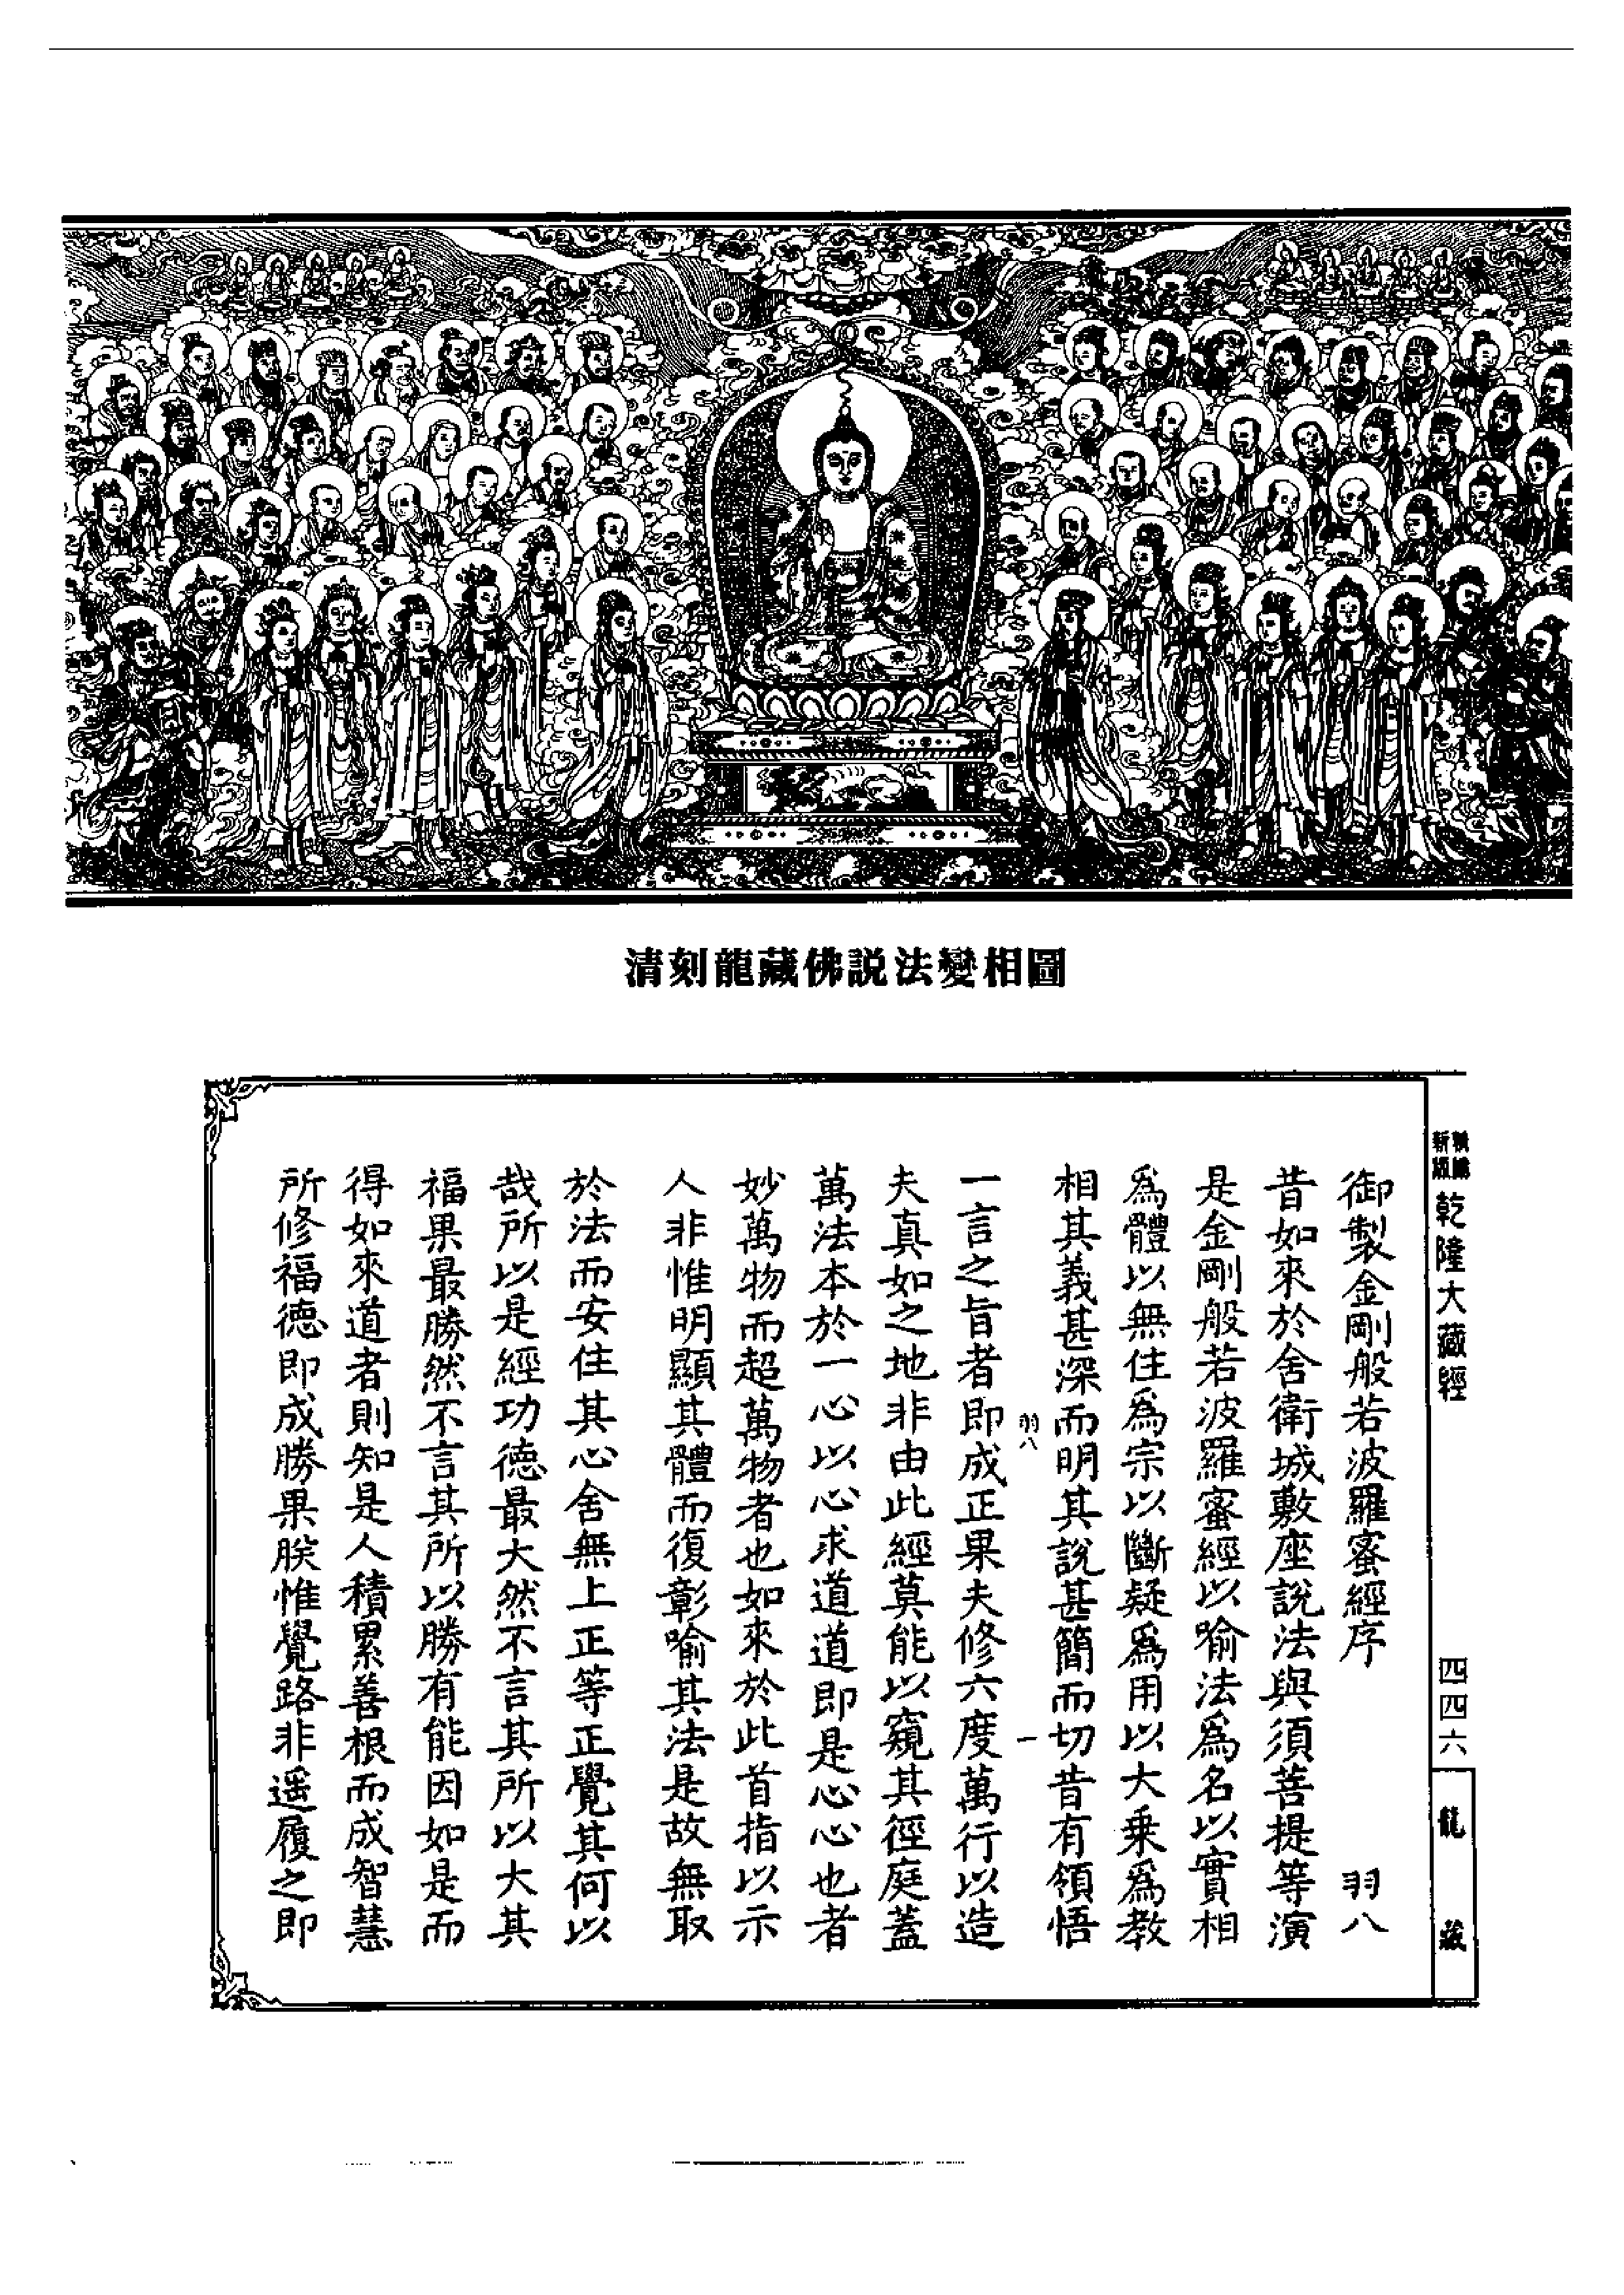 清刻龍藏佛説法變相圖
乾隆大藏經
四四六
龍藏
御製金剛般若波羅蜜經序 羽八
昔如來於舍衛城敷座説法與須菩提等演
是金剛般若波羅蜜經以喻法爲名以實相
爲體以無住爲宗以斷疑爲用以大乗爲教
相其義甚深而明其説甚簡而切昔有領悟
羽八 一
一言之旨者即成正果夫修六度萬行以造
夫真如之地非由此經莫能以窺其徑庭蓋
萬法本於一心以心求道道即是心心也者
妙萬物而超萬物者也如來於此首指以示
人非惟明顯其體而復彰喻其法是故無取
於法而安住其心舍無上正等正覺其何以
哉所以是經功德最大然不言其所以大其
福果最勝然不言其所以勝有能因如是而
得如來道者則知是人積累善根而成智慧
所修福德即成勝果朕惟覺路非遥履之即